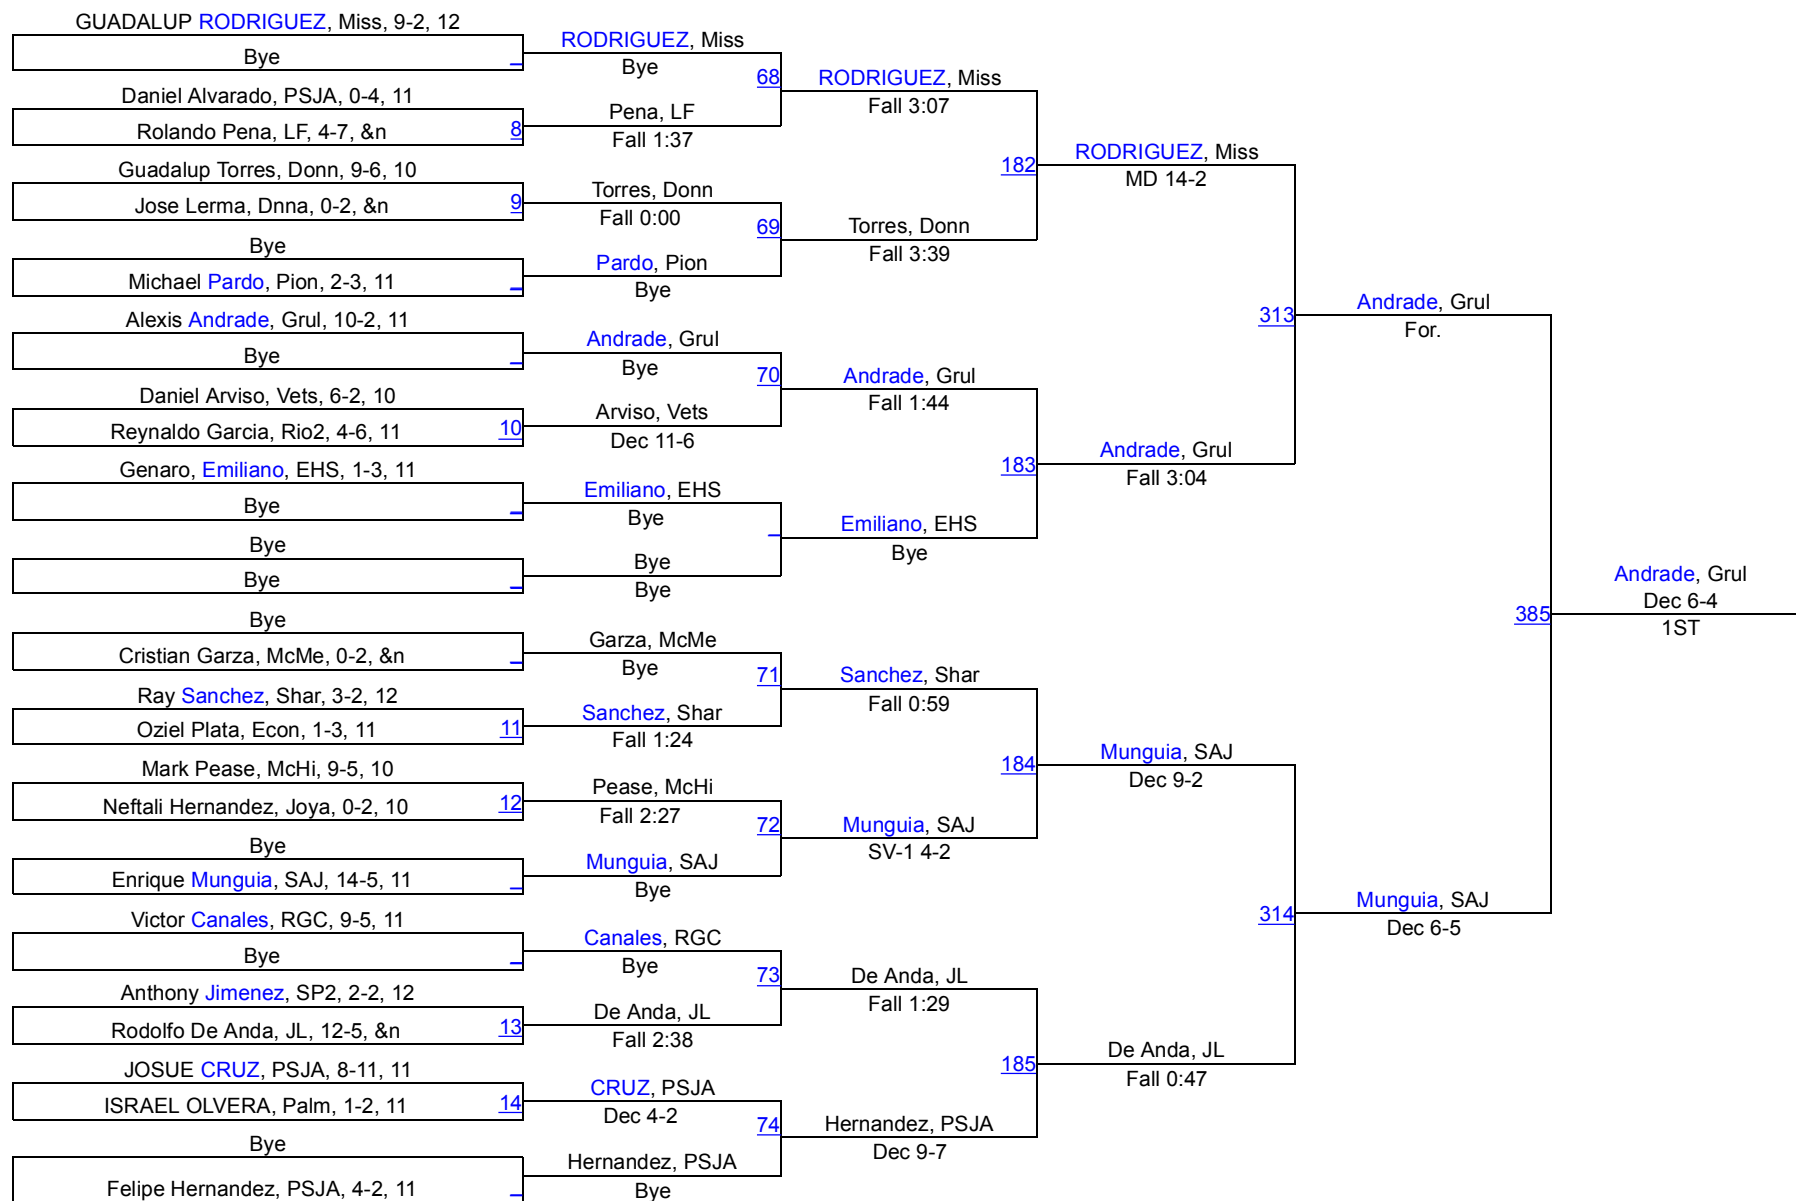 GUADALUP RODRIGUEZ, Miss, 9-2, 12
Bye
Daniel Alvarado, PSJA, 0-4, 11
Rolando Pena, LF, 4-7, &n
8
Guadalup Torres, Donn, 9-6, 10
Jose Lerma, Dnna, 0-2, &n
9
Bye
Michael Pardo, Pion, 2-3, 11
Alexis Andrade, Grul, 10-2, 11
Bye
Daniel Arviso, Vets, 6-2, 10
Reynaldo Garcia, Rio2, 4-6, 11
10
Genaro, Emiliano, EHS, 1-3, 11
Bye
Bye
Bye
Bye
Cristian Garza, McMe, 0-2, &n
Ray Sanchez, Shar, 3-2, 12
Oziel Plata, Econ, 1-3, 11
11
Mark Pease, McHi, 9-5, 10
Neftali Hernandez, Joya, 0-2, 10
12
Bye
Enrique Munguia, SAJ, 14-5, 11
Victor Canales, RGC, 9-5, 11
Bye
Anthony Jimenez, SP2, 2-2, 12
Rodolfo De Anda, JL, 12-5, &n
13
JOSUE CRUZ, PSJA, 8-11, 11
ISRAEL OLVERA, Palm, 1-2, 11
14
Bye
Felipe Hernandez, PSJA, 4-2, 11
RODRIGUEZ, Miss
Bye
68
Pena, LF
Fall 1:37
Torres, Donn
Fall 0:00
69
Pardo, Pion
Bye
Andrade, Grul
Bye
70
Arviso, Vets
Dec 11-6
Emiliano, EHS
Bye
Bye
Bye
Garza, McMe
Bye
71
Sanchez, Shar
Fall 1:24
Pease, McHi
Fall 2:27
72
Munguia, SAJ
Bye
Canales, RGC
Bye
73
De Anda, JL
Fall 2:38
CRUZ, PSJA
Dec 4-2
74
Hernandez, PSJA
Bye
RODRIGUEZ, Miss
Fall 3:07
182
Torres, Donn
Fall 3:39
Andrade, Grul
Fall 1:44
183
Emiliano, EHS
Bye
Sanchez, Shar
Fall 0:59
184
Munguia, SAJ
SV-1 4-2
De Anda, JL
Fall 1:29
185
Hernandez, PSJA
Dec 9-7
RODRIGUEZ, Miss
MD 14-2
313
Andrade, Grul
Fall 3:04
Munguia, SAJ
Dec 9-2
314
De Anda, JL
Fall 0:47
Andrade, Grul
For.
385
Munguia, SAJ
Dec 6-5
Andrade, Grul
Dec 6-4
1ST